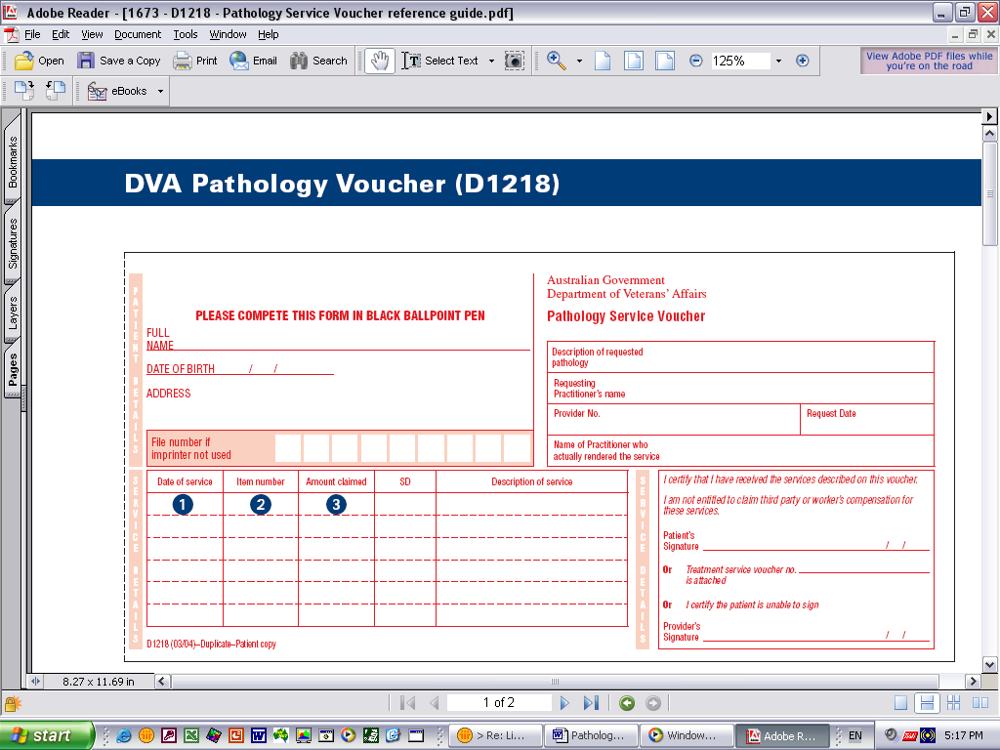 Adobe Reader - [1673 - D1218 - Pathology Service Voucher reference guide.pdf]
File Edit View Document Tools Window Help
Open Save a Copy Print Email Search Select Text 125%
View Adobe PDF files while
you're on the road
eBooks
Bookmarks
Signatures
Layers
Pages
DVA Pathology Voucher (D1218)
PATIENT DETAILS
PLEASE COMPETE THIS FORM IN BLACK BALLPOINT PEN
FULL
NAME
DATE OF BIRTH / /
ADDRESS
File number if
imprinter not used
Australian Government
Department of Veterans' Affairs
Pathology Service Voucher
Description of requested
pathology
Requesting
Practitioner's name
Provider No. Request Date
Name of Practitioner who
actually rendered the service
SERVICE DETAILS
Date of service Item number Amount claimed SD Description of service
1 2 3
D1218 (03/04)–Duplicate–Patient copy
SERVICE DETAILS
I certify that I have received the services described on this voucher.
I am not entitled to claim third party or worker's compensation for
these services.
Patient's
Signature / /
Or Treatment service voucher no.
is attached
Or I certify the patient is unable to sign
Provider's
Signature / /
8.27 x 11.69 in
1 of 2
start > Re: Li... Patholog... Window... Adobe R... EN 5:17 PM